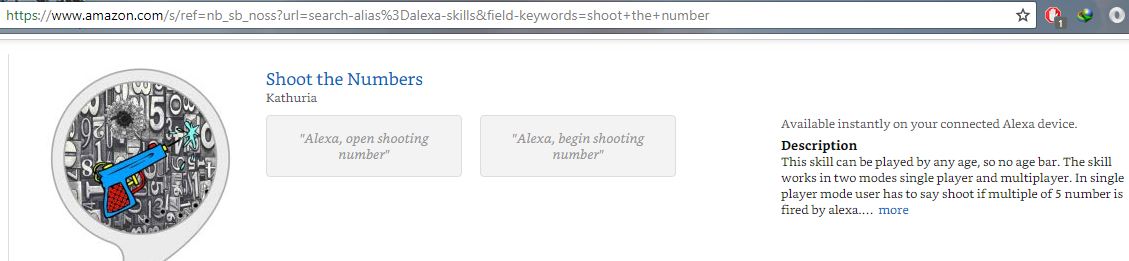 https://www.amazon.com/s/ref=nb_sb_noss?url=search-alias%3Dalexa-skills&field-keywords=shoot+the+number
1
Shoot the Numbers
Kathuria
"Alexa, open shooting
number"
"Alexa, begin shooting
number"
Available instantly on your connected Alexa device.
Description
This skill can be played by any age, so no age bar. The skill
works in two modes single player and multiplayer. In single
player mode user has to say shoot if multiple of 5 number is
fired by alexa.... more